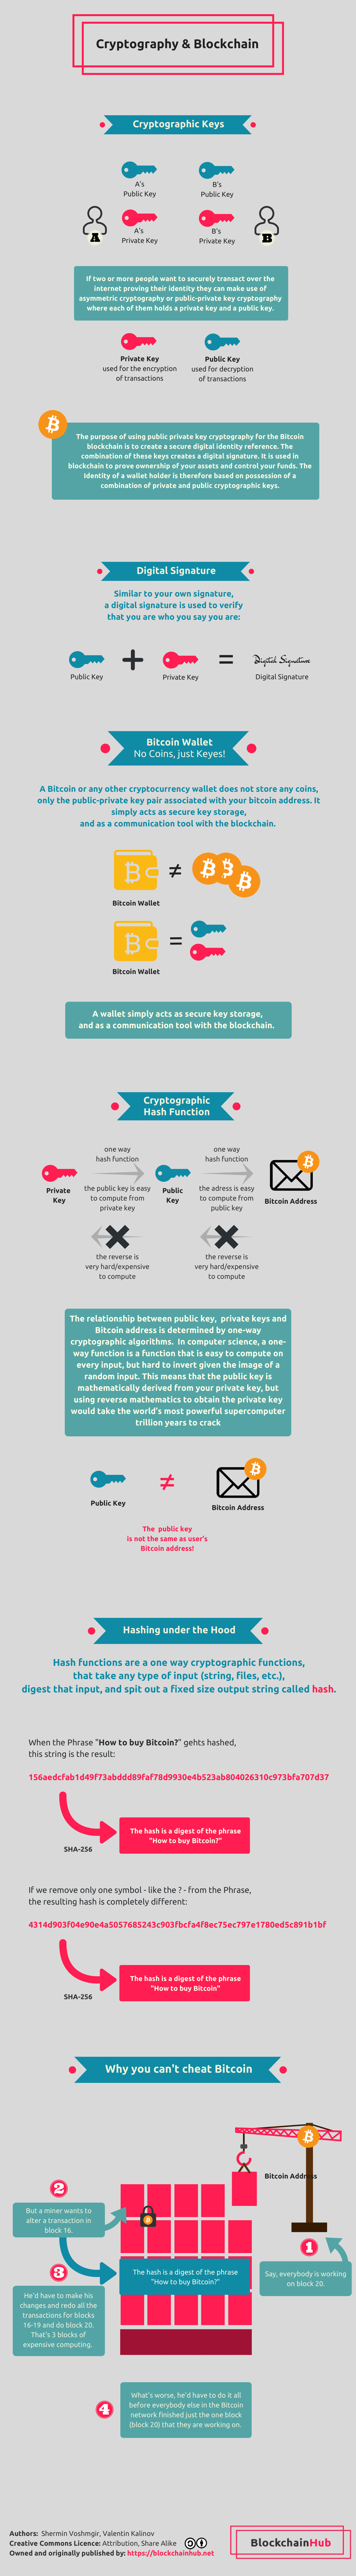 Cryptography & Blockchain
Cryptographic Keys
A's
Public Key
B's
Public Key
A
A's
Private Key
B's
Private Key
B
If two or more people want to securely transact over the
internet proving their identity they can make use of
asymmetric cryptography or public-private key cryptography
where each of them holds a private key and a public key.
Private Key
used for the encryption
of transactions
Public Key
used for decryption
of transactions
The purpose of using public private key cryptography for the Bitcoin
blockchain is to create a secure digital identity reference. The
combination of these keys creates a digital signature. It is used in
blockchain to prove ownership of your assets and control your funds. The
Identity of a wallet holder is therefore based on possession of a
combination of private and public cryptographic keys.
Digital Signature
Similar to your own signature,
a digital signature is used to verify
that you are who you say you are:
Public Key
Private Key
Digital Signature
Digital Signature
Bitcoin Wallet
No Coins, just Keyes!
A Bitcoin or any other cryptocurrency wallet does not store any coins,
only the public-private key pair associated with your bitcoin address. It
simply acts as secure key storage,
and as a communication tool with the blockchain.
Bitcoin Wallet
Bitcoin Wallet
A wallet simply acts as secure key storage,
and as a communication tool with the blockchain.
Cryptographic
Hash Function
one way
hash function
one way
hash function
Private
Key
the public key is easy
to compute from
private key
Public
Key
the adress is easy
to compute from
public key
Bitcoin Address
the reverse is
very hard/expensive
to compute
the reverse is
very hard/expensive
to compute
The relationship between public key, private keys and
Bitcoin address is determined by one-way
cryptographic algorithms. In computer science, a one-
way function is a function that is easy to compute on
every input, but hard to invert given the image of a
random input. This means that the public key is
mathematically derived from your private key, but
using reverse mathematics to obtain the private key
would take the world's most powerful supercomputer
trillion years to crack
Public Key
Bitcoin Address
The public key
is not the same as user's
Bitcoin address!
Hashing under the Hood
Hash functions are a one way cryptographic functions,
that take any type of input (string, files, etc.),
digest that input, and spit out a fixed size output string called hash.
When the Phrase "How to buy Bitcoin?" gehts hashed,
this string is the result:
156aedcfab1d49f73abddd89faf78d9930e4b523ab804026310c973bfa707d37
SHA-256
The hash is a digest of the phrase
"How to buy Bitcoin?"
If we remove only one symbol - like the ? - from the Phrase,
the resulting hash is completely different:
4314d903f04e90e4a5057685243c903fbcfa4f8ec75ec797e1780ed5c891b1bf
SHA-256
The hash is a digest of the phrase
"How to buy Bitcoin"
Why you can't cheat Bitcoin
Bitcoin Address
2
But a miner wants to
alter a transaction in
block 16.
1
Say, everybody is working
on block 20.
3
He'd have to make his
changes and redo all the
transactions for blocks
16-19 and do block 20.
That's 3 blocks of
expensive computing.
The hash is a digest of the phrase
"How to buy Bitcoin?"
4
What's worse, he'd have to do it all
before everybody else in the Bitcoin
network finished just the one block
(block 20) that they are working on.
Authors: Shermin Voshmgir, Valentin Kalinov
Creative Commons Licence: Attribution, Share Alike
Owned and originally published by: https://blockchainhub.net
BlockchainHub